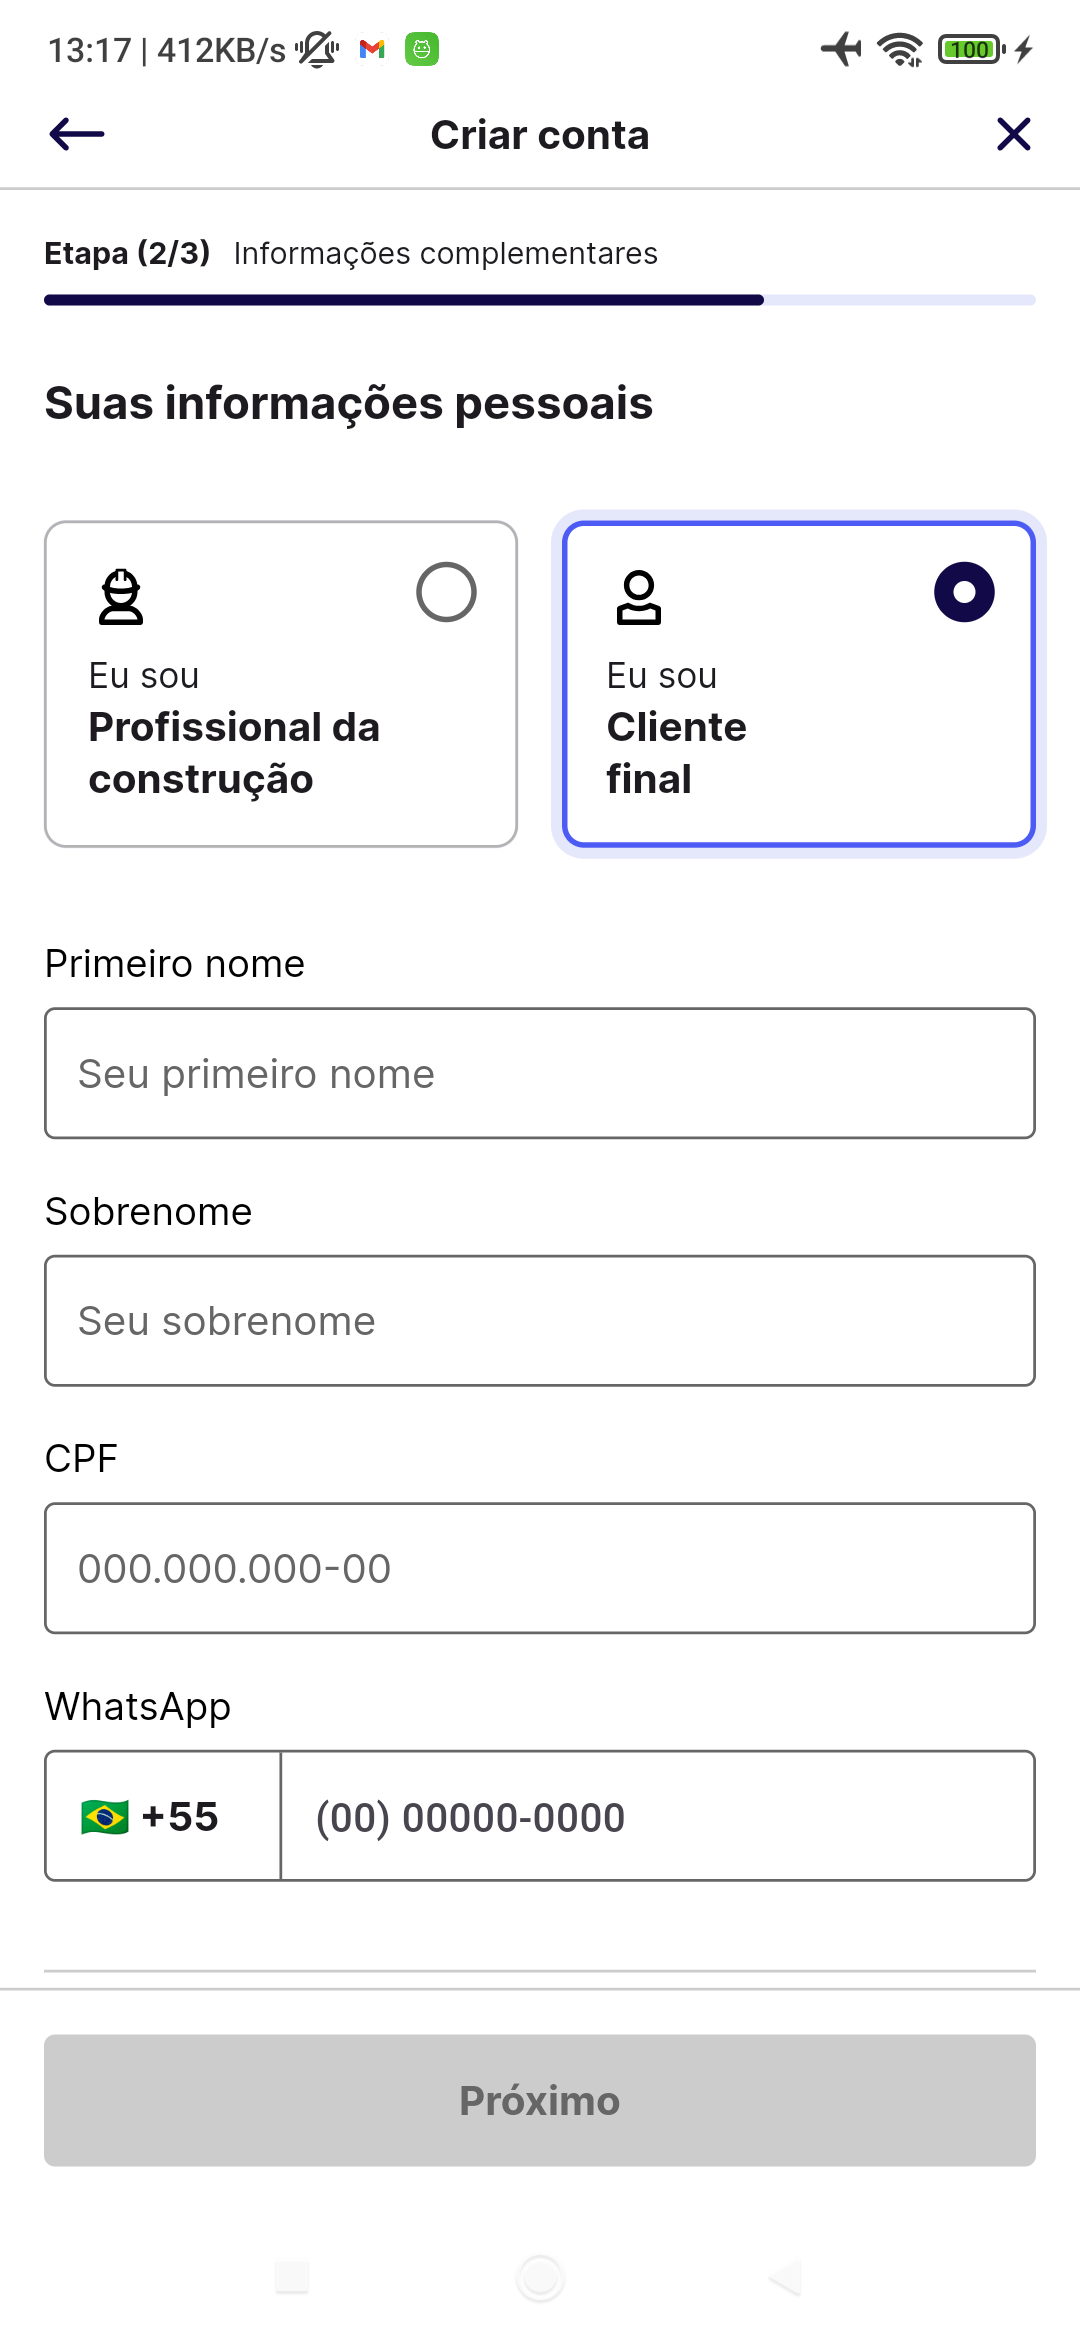 13:17 | 412KB/s
100
Criar conta
Etapa (2/3) Informações complementares
Suas informações pessoais
Eu sou
Profissional da
construção
Eu sou
Cliente
final
Primeiro nome
Seu primeiro nome
Sobrenome
Seu sobrenome
CPF
000.000.000-00
WhatsApp
+55 (00) 00000-0000
Próximo